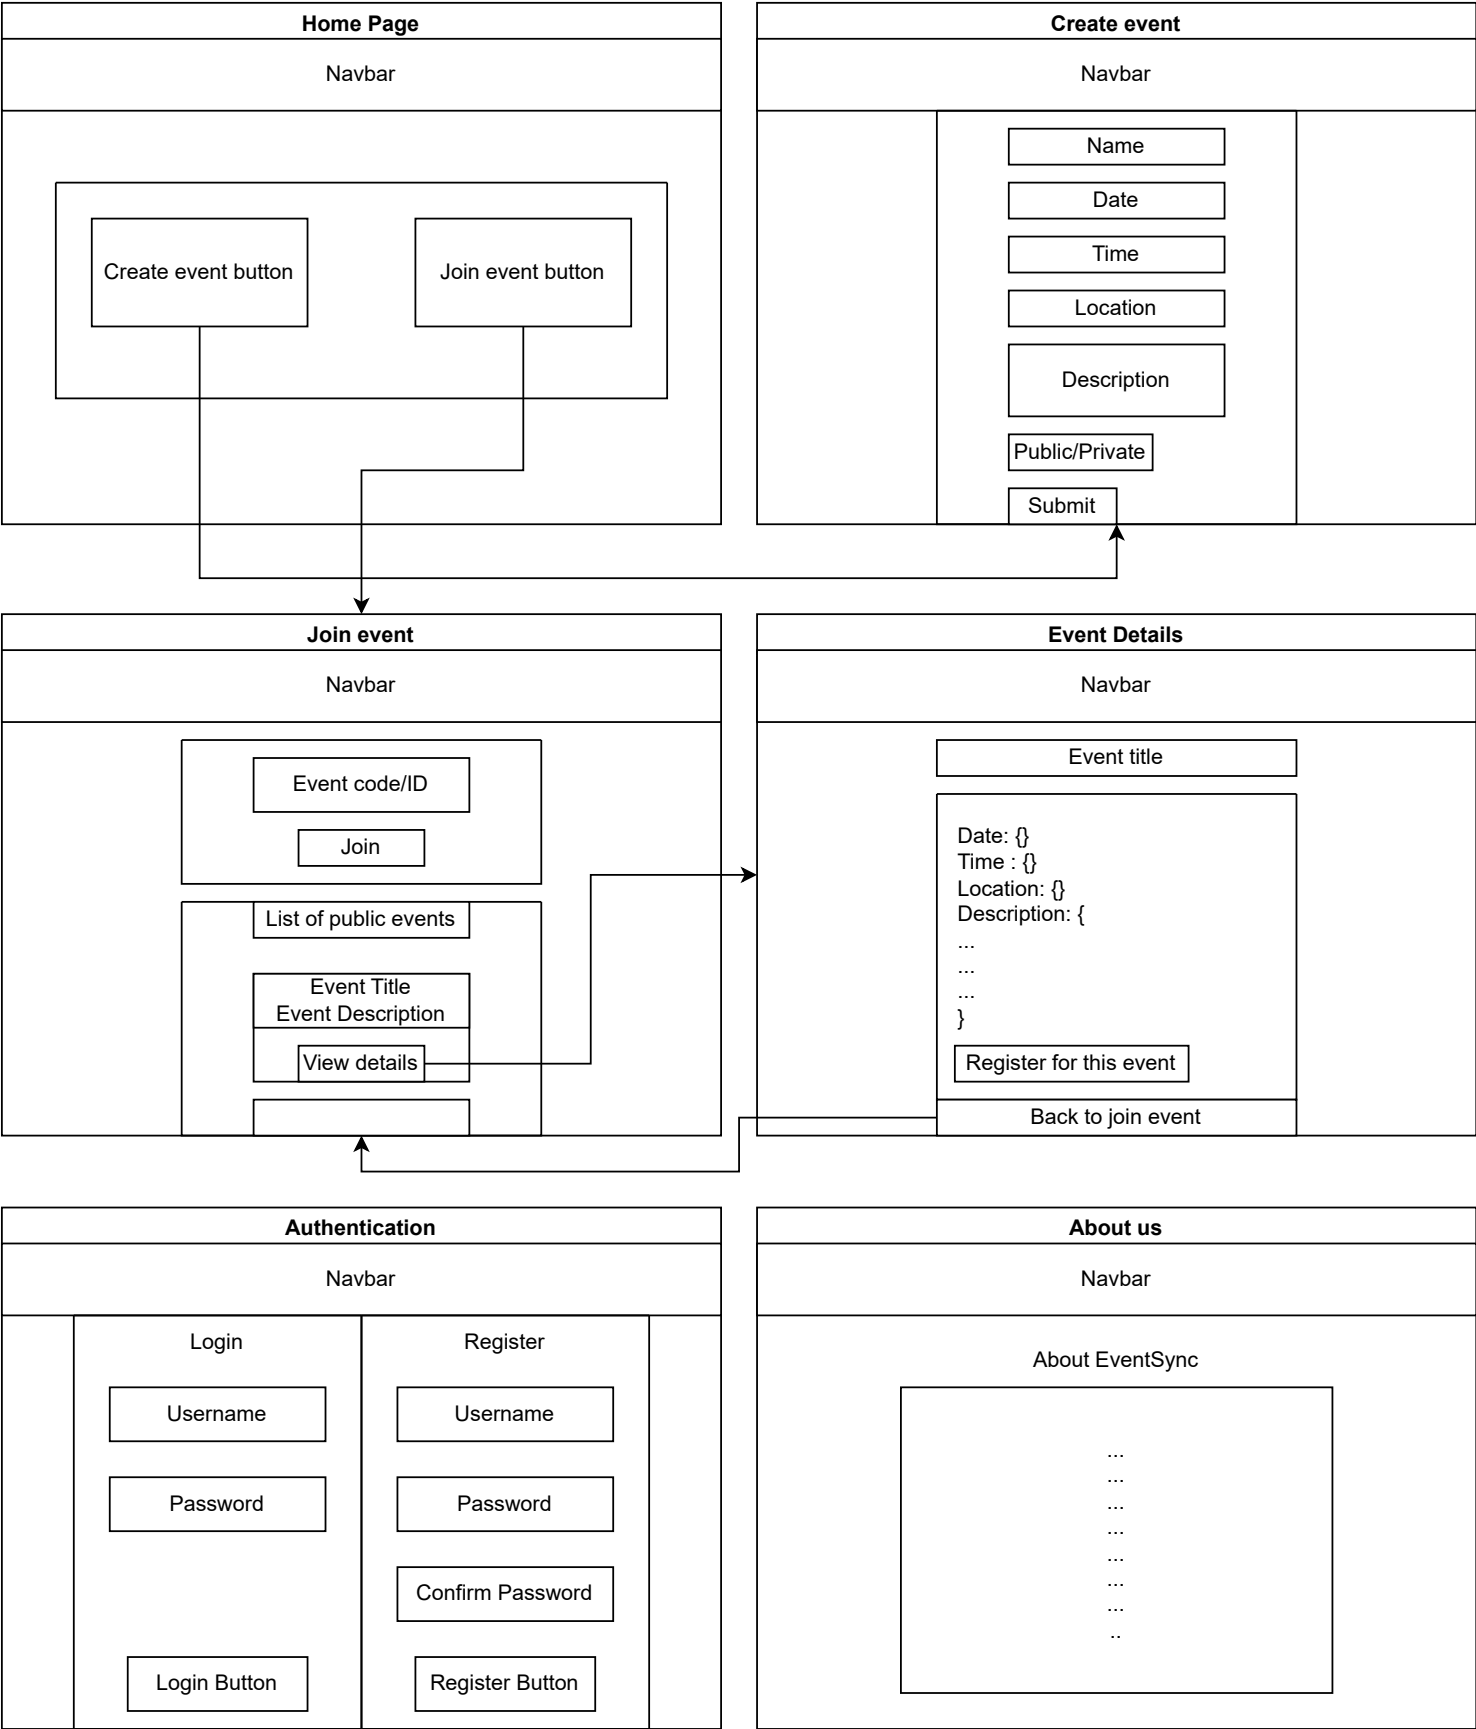 Home Page
Navbar
Create event button
Join event button
Create event
Navbar
Name
Date
Time
Location
Description
Public/Private
Submit
Join event
Navbar
Event code/ID
Join
List of public events
Event Title
Event Description
View details
Event Details
Navbar
Event title
Date: {}
Time : {}
Location: {}
Description: {
...
...
...
}
Register for this event
Back to join event
Authentication
Navbar
Login
Username
Password
Login Button
Register
Username
Password
Confirm Password
Register Button
About us
Navbar
About EventSync
...
...
...
...
...
...
...
..